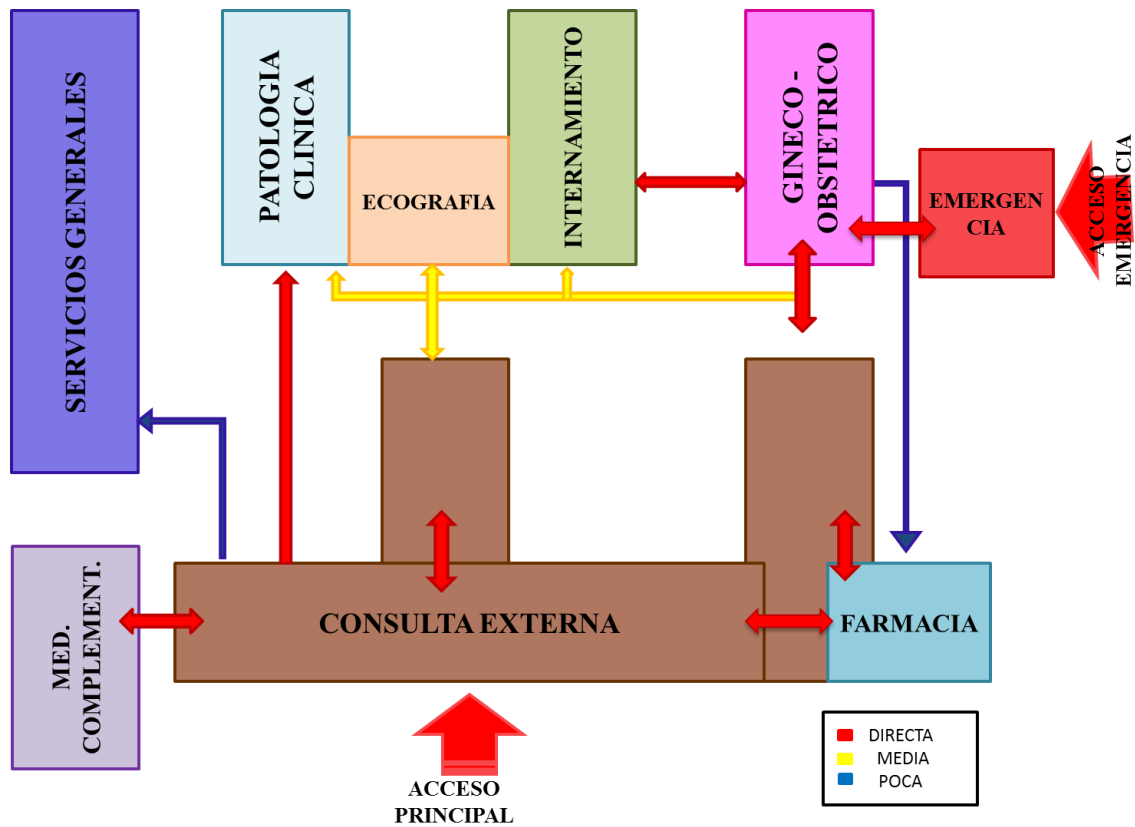 SERVICIOS GENERALES
PATOLOGIA
CLINICA
ECOGRAFIA
INTERNAMIENTO
GINECO -
OBSTETRICO
EMERGEN
CIA
ACCESO
EMERGENCIA
MED.
COMPLEMENT.
CONSULTA EXTERNA
FARMACIA
ACCESO
PRINCIPAL
DIRECTA
MEDIA
POCA